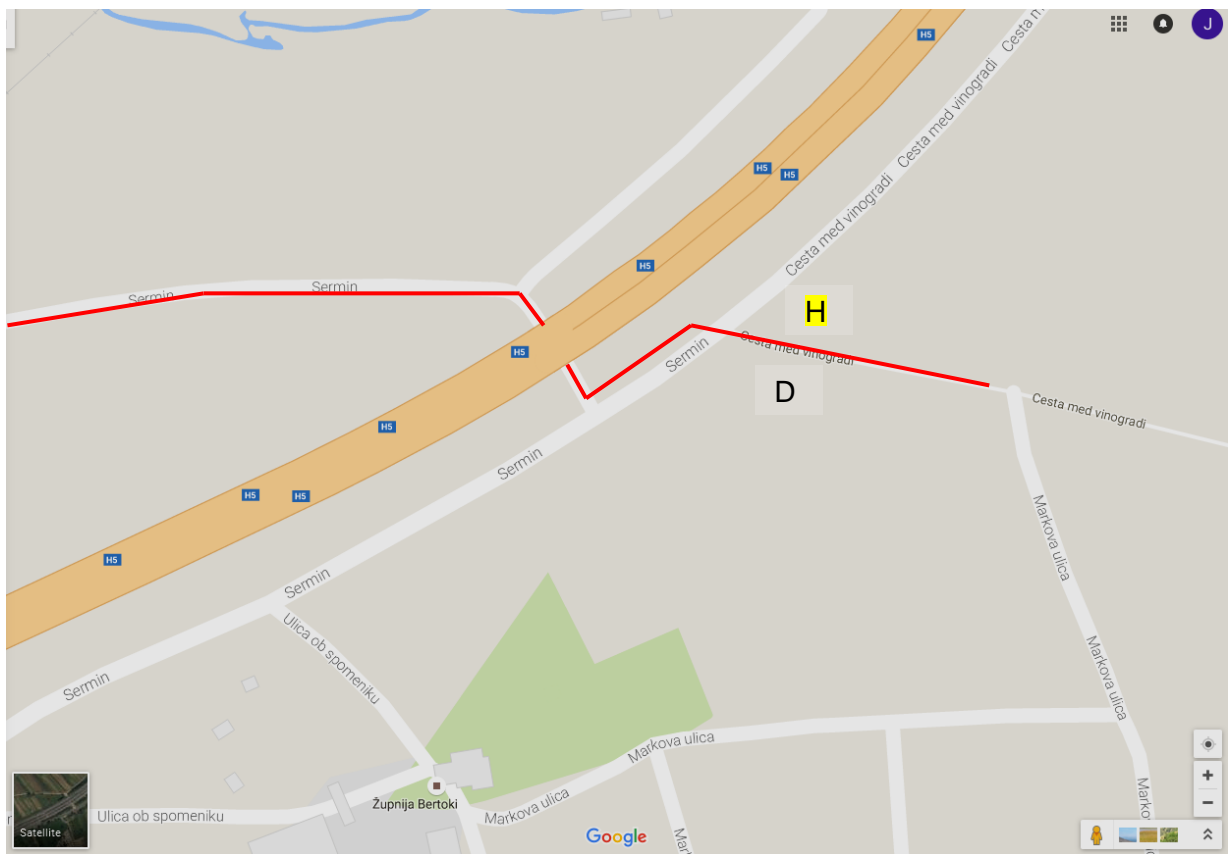 H5
J
Cesta m
Cesta med vinogradi
H5
H5
Cesta med vinogradi
H5
Sermin
Sermin
H
H5
Sermin
Cesta med vinogradi
D
Cesta med vinogradi
H5
Sermin
H5
H5
Markova ulica
H5
Sermin
Ulica ob spomeniku
Markova ulica
Sermin
Markova ulica
Župnija Bertoki
Markova ulica
Ulica ob spomeniku
Satellite
Google
Mar